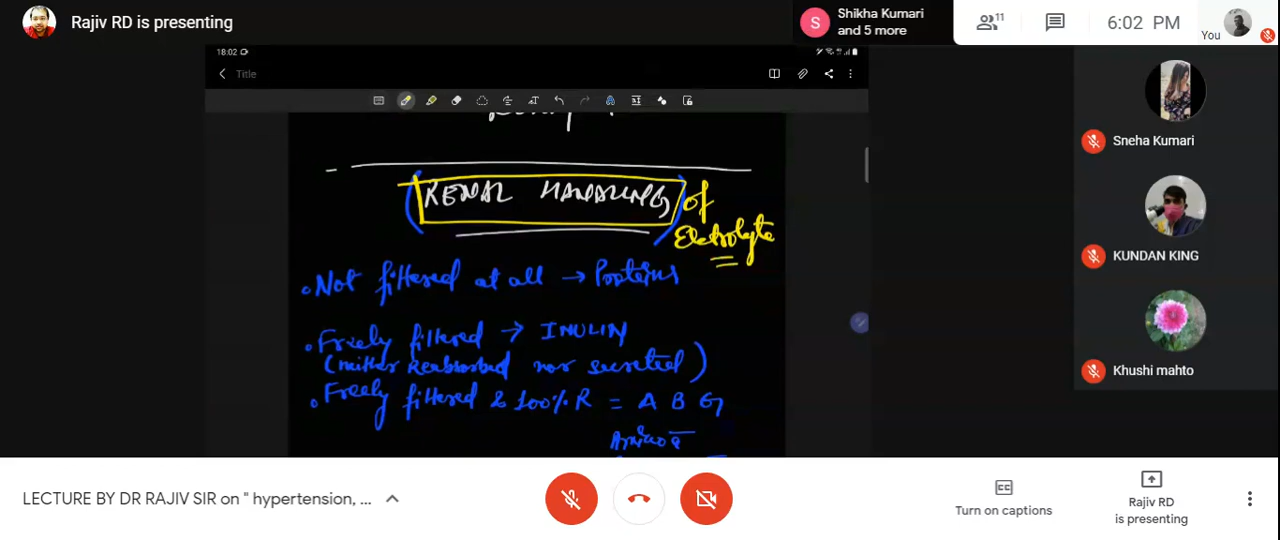 Rajiv RD is presenting
S
Shikha Kumari
and 5 more
11
6:02 PM
You
18:02
Title
RENAL HANDLING of
Eletrolyte
Not filtered at all → Proteins
Freely filtered → INULIN
(neither Reabsorbed nor secreted)
Freely filtered & 100% R = A B G
Amino
Sneha Kumari
KUNDAN KING
Khushi mahto
LECTURE BY DR RAJIV SIR on " hypertension, ...
Turn on captions
Rajiv RD
is presenting